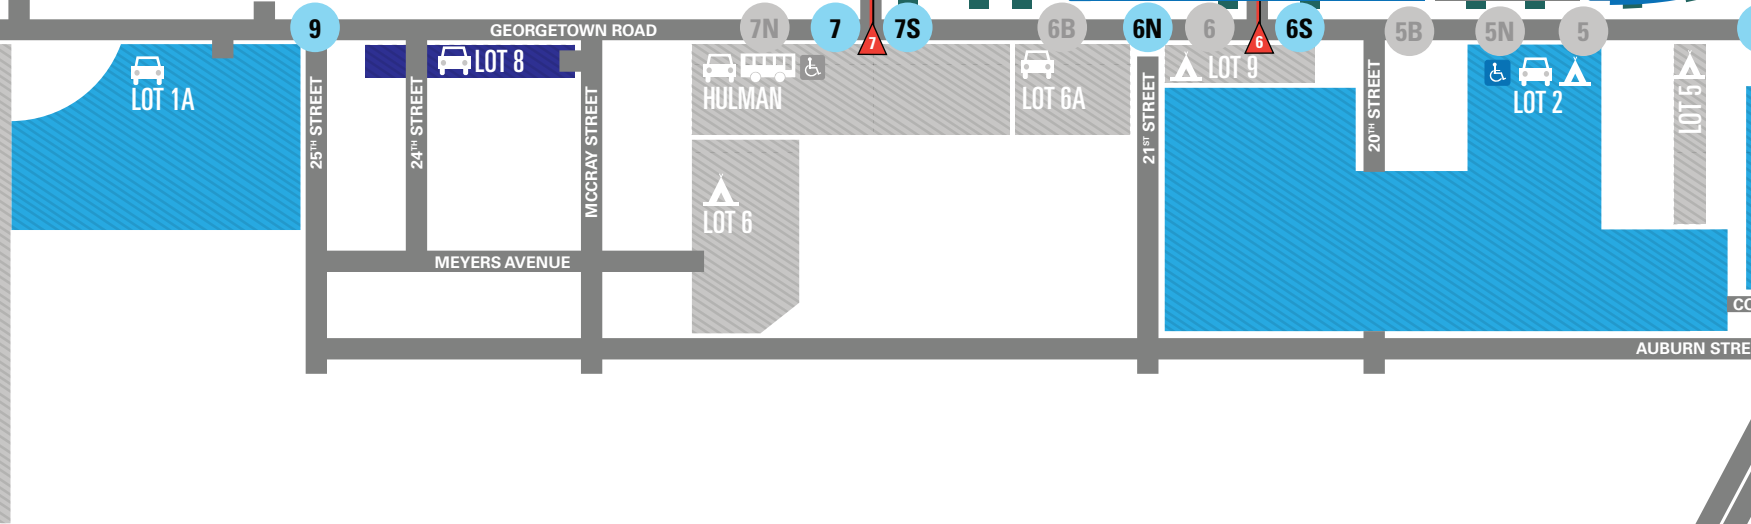 9
GEORGETOWN ROAD
7N
7
7
7S
6B
6N
6
6
6S
5B
5N
5
LOT 1A
LOT 8
HULMAN
LOT 6A
LOT 9
LOT 2
LOT 5
25TH STREET
24TH STREET
MCCRAY STREET
21ST STREET
20TH STREET
LOT 6
MEYERS AVENUE
CO
AUBURN STRE